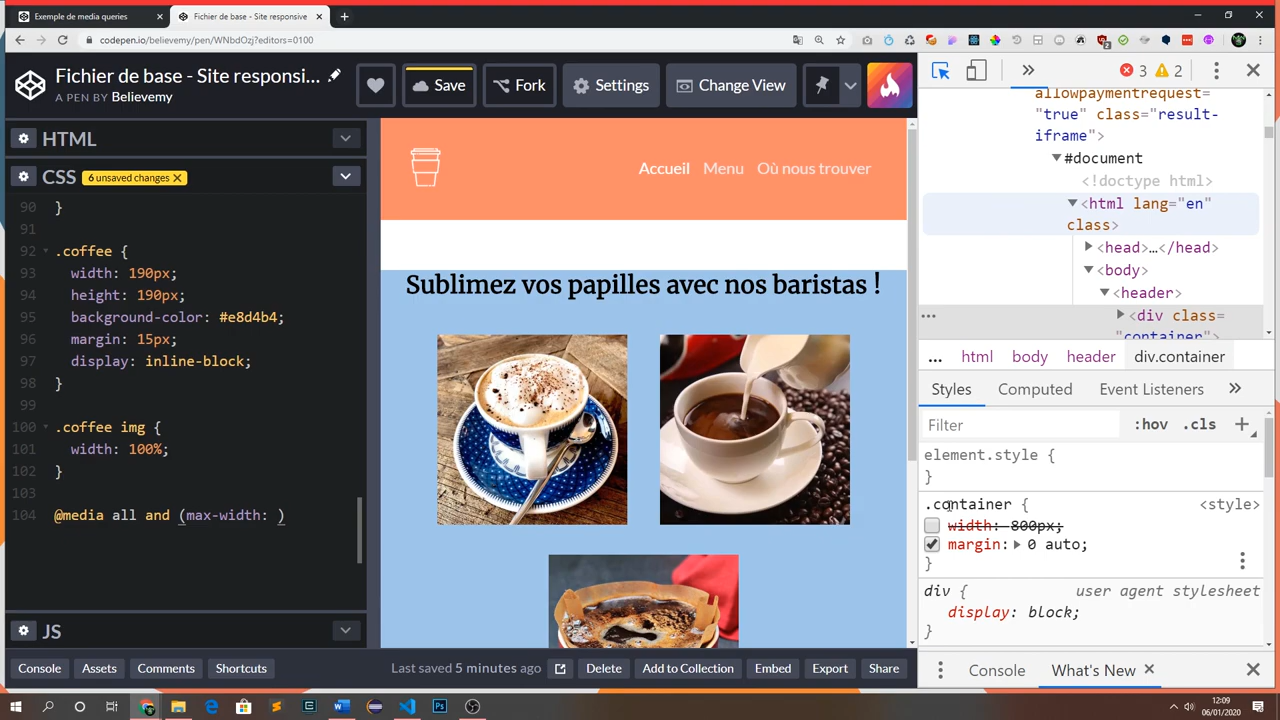 Exemple de media queries
Fichier de base - Site responsive
codepen.io/believemy/pen/WNbdOzj?editors=0100
Fichier de base - Site responsi...
A PEN BY Believemy
Save
Fork
Settings
Change View
HTML
CSS 6 unsaved changes ✕
90 }
91
92 .coffee {
93 width: 190px;
94 height: 190px;
95 background-color: #e8d4b4;
96 margin: 15px;
97 display: inline-block;
98 }
99
100 .coffee img {
101 width: 100%;
102 }
103
104 @media all and (max-width: )
JS
Accueil Menu Où nous trouver
Sublimez vos papilles avec nos baristas !
3 2
allowpaymentrequest=
"true" class="result-
iframe">
#document
<!doctype html>
<html lang="en"
class>
<head>…</head>
<body>
<header>
<div class=
"container">
... html body header div.container
Styles Computed Event Listeners
Filter :hov .cls
element.style {
}
.container { <style>
width: 800px;
margin: 0 auto;
}
div { user agent stylesheet
display: block;
}
Console What's New
Console Assets Comments Shortcuts
Last saved 5 minutes ago
Delete Add to Collection Embed Export Share
12:09
06/01/2020